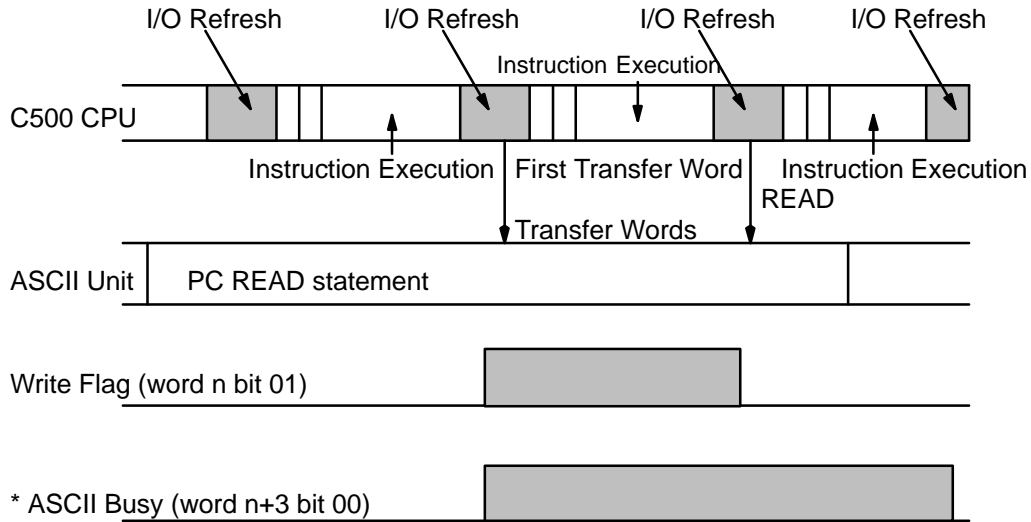 I/O Refresh I/O Refresh I/O Refresh I/O Refresh
Instruction Execution
C500 CPU
Instruction Execution First Transfer Word Instruction Execution
READ
Transfer Words
ASCII Unit PC READ statement
Write Flag (word n bit 01)
* ASCII Busy (word n+3 bit 00)